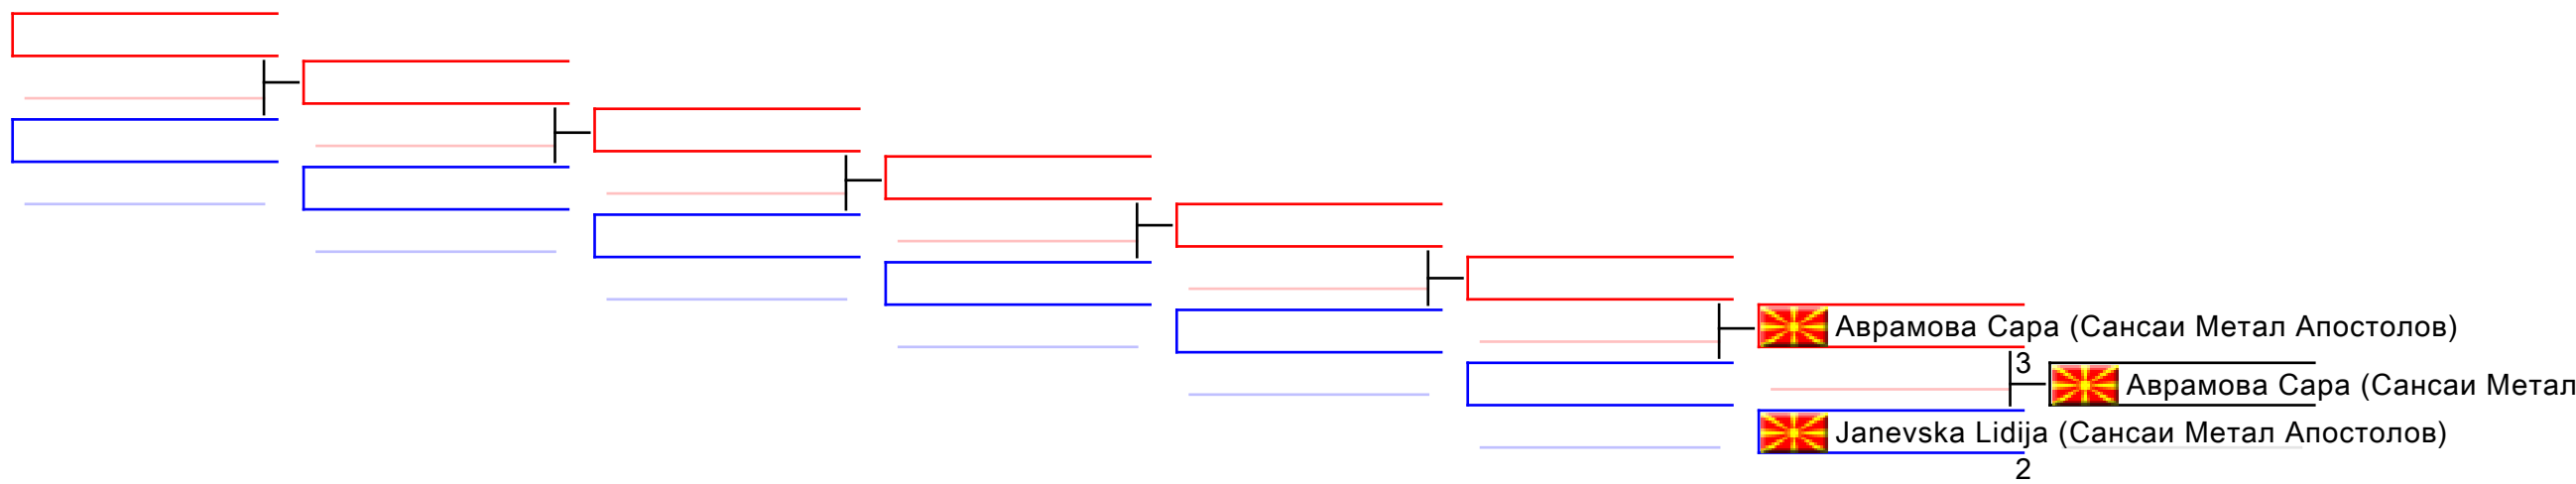 Аврамова Сара (Сансаи Метал Апостолов)
3
Аврамова Сара (Сансаи Метал
Janevska Lidija (Сансаи Метал Апостолов)
2